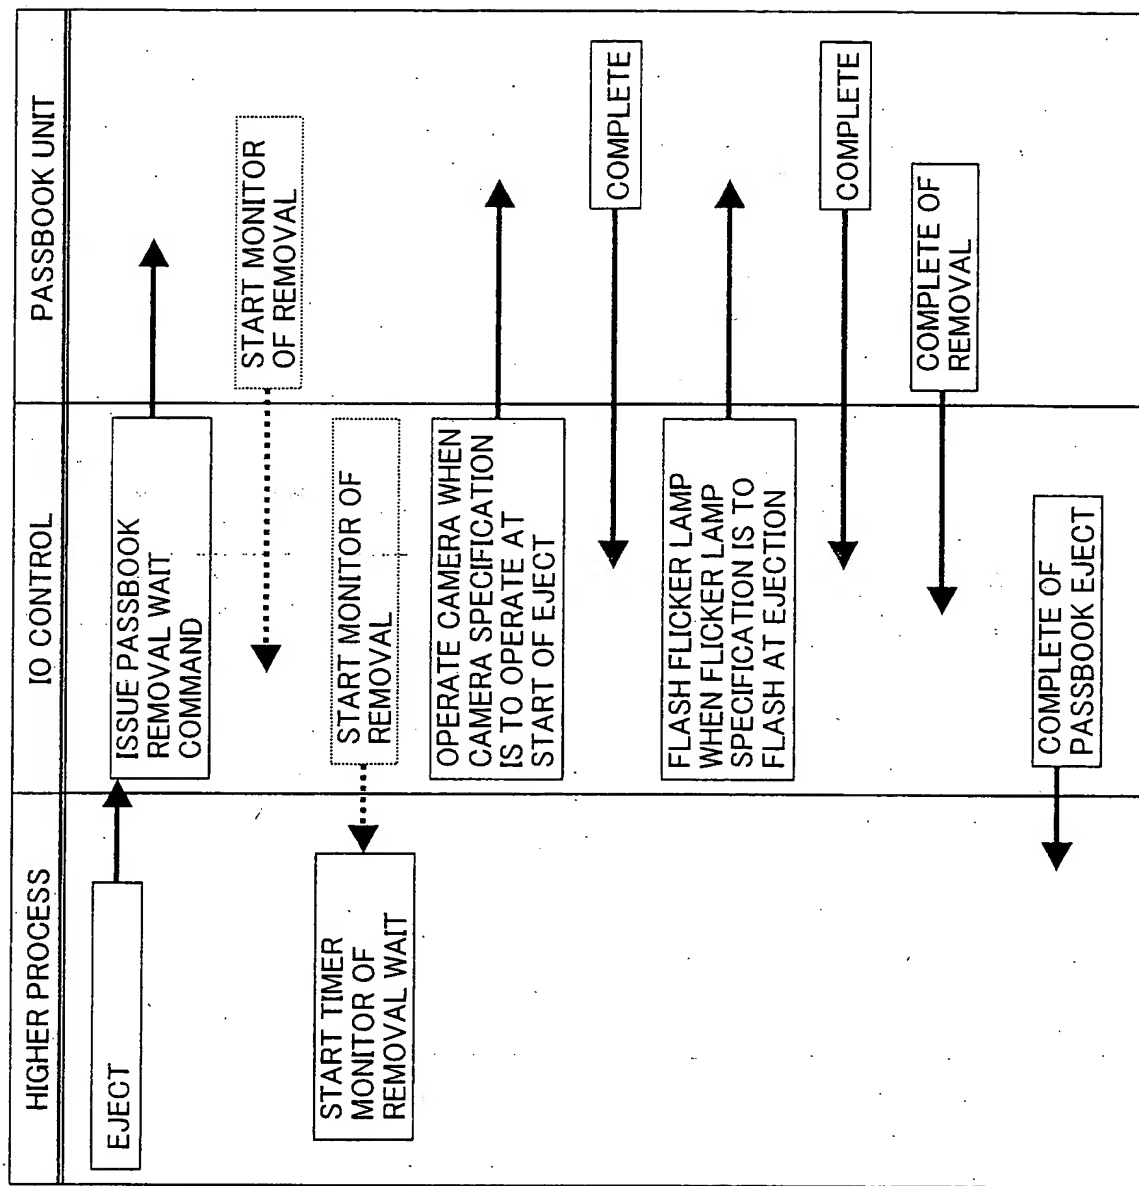 HIGHER PROCESS
IO CONTROL
PASSBOOK UNIT
EJECT
ISSUE PASSBOOK
REMOVAL WAIT
COMMAND
START MONITOR
OF REMOVAL
START MONITOR OF
REMOVAL
START TIMER
MONITOR OF
REMOVAL WAIT
OPERATE CAMERA WHEN
CAMERA SPECIFICATION
IS TO OPERATE AT
START OF EJECT
COMPLETE
FLASH FLICKER LAMP
WHEN FLICKER LAMP
SPECIFICATION IS TO
FLASH AT EJECTION
COMPLETE
COMPLETE OF
REMOVAL
COMPLETE OF
PASSBOOK EJECT